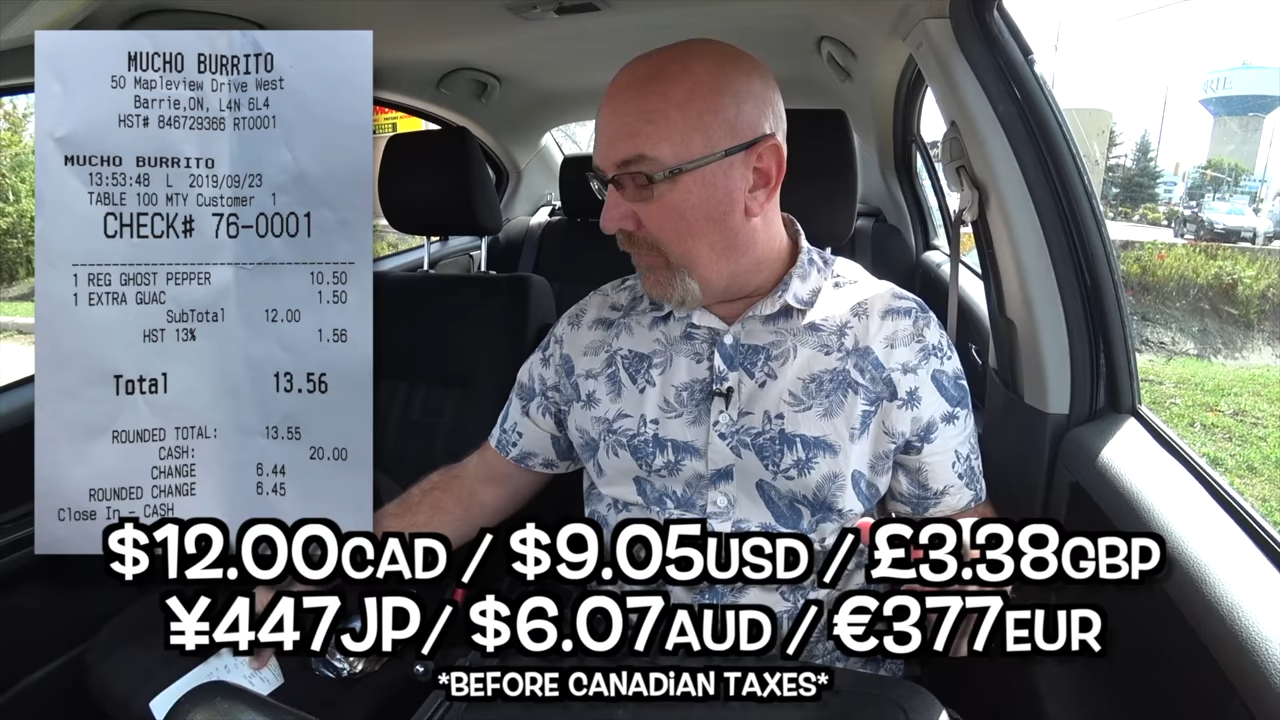 MUCHO BURRITO
50 Mapleview Drive West
Barrie,ON, L4N 6L4
HST# 846729366 RT0001
MUCHO BURRITO
13:53:48 L 2019/09/23
TABLE 100 MTY Customer 1
CHECK# 76-0001
1 REG GHOST PEPPER 10.50
1 EXTRA GUAC 1.50
SubTotal 12.00
HST 13% 1.56
Total 13.56
ROUNDED TOTAL: 13.55
CASH: 20.00
CHANGE 6.44
ROUNDED CHANGE 6.45
Close In - CASH
$12.00CAD / $9.05USD / £3.38GBP
¥447JP/ $6.07AUD / €377EUR
*BEFORE CANADIAN TAXES*